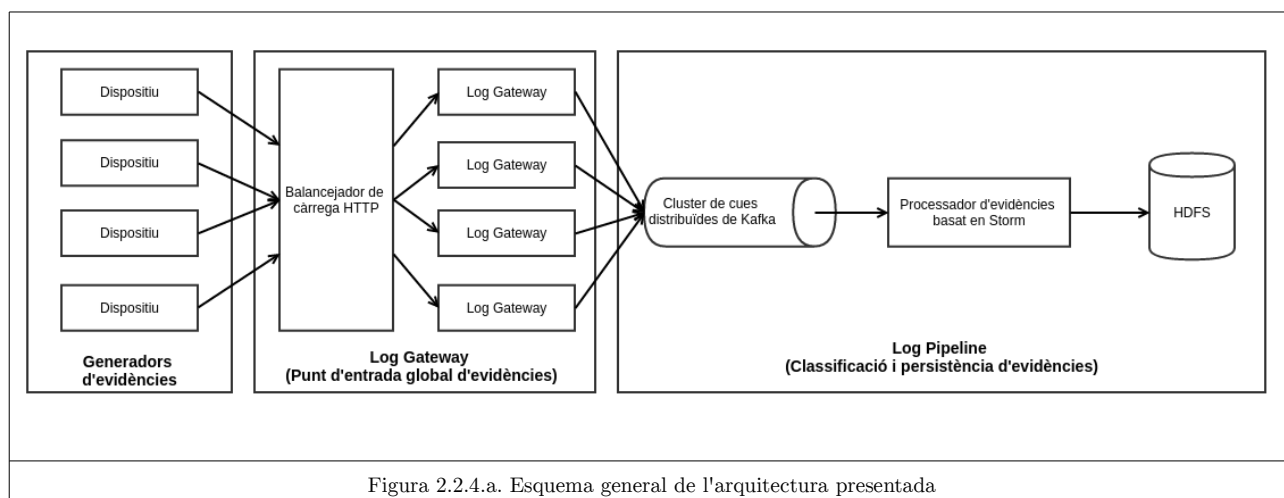 Dispositiu
Dispositiu
Dispositiu
Dispositiu
Generadors
d'evidències
Balancejador de
càrrega HTTP
Log Gateway
Log Gateway
Log Gateway
Log Gateway
Log Gateway
(Punt d'entrada global d'evidències)
Cluster de cues
distribuïdes de Kafka
Processador d'evidències
basat en Storm
HDFS
Log Pipeline
(Classificació i persistència d'evidències)
Figura 2.2.4.a. Esquema general de l'arquitectura presentada